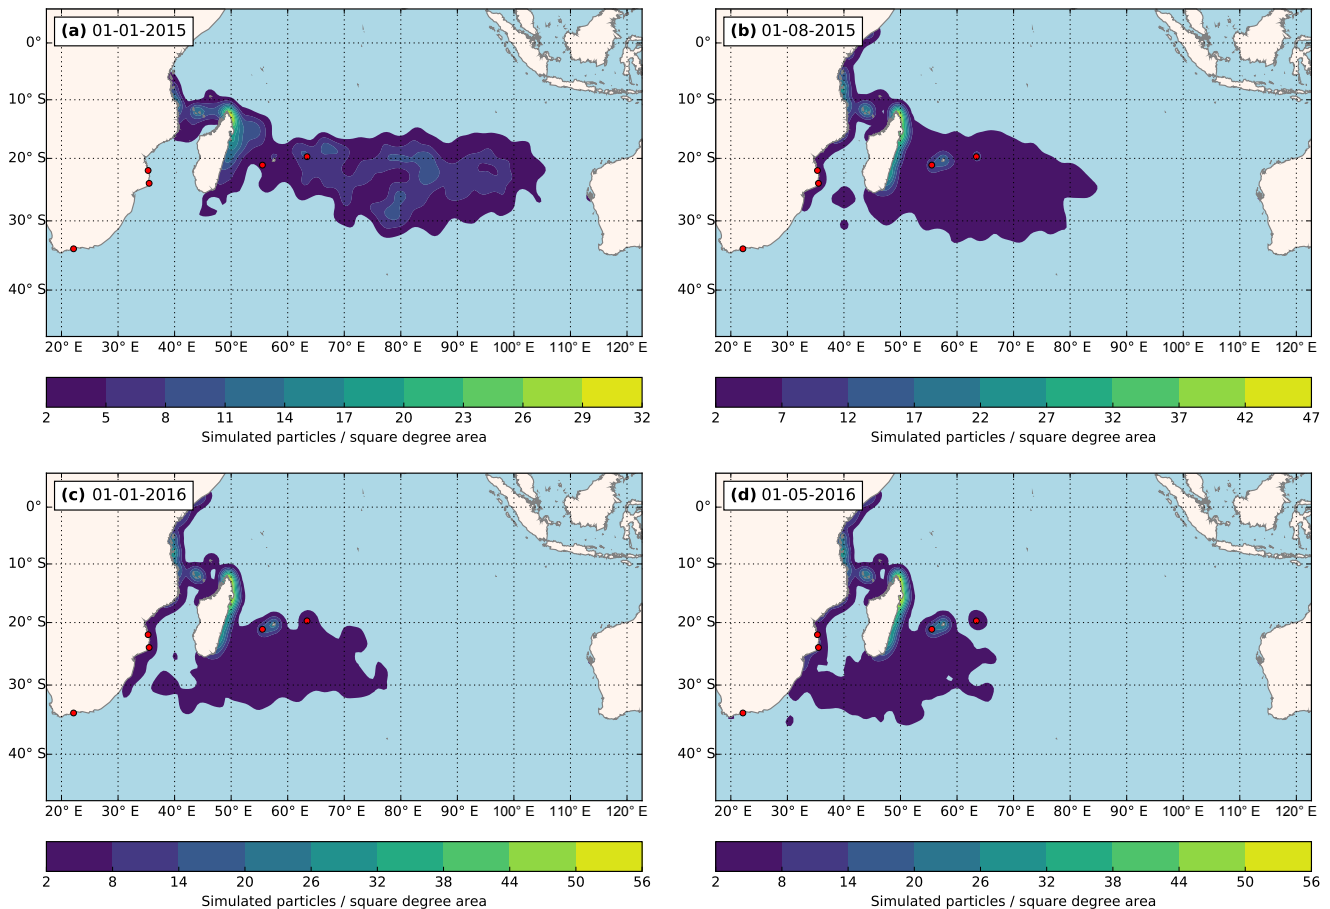 (a) 01-01-2015
0°
10° S
20° S
30° S
40° S
20° E 30° E 40° E 50° E 60° E 70° E 80° E 90° E 100° E 110° E 120° E
2 5 8 11 14 17 20 23 26 29 32
Simulated particles / square degree area
(b) 01-08-2015
0°
10° S
20° S
30° S
40° S
20° E 30° E 40° E 50° E 60° E 70° E 80° E 90° E 100° E 110° E 120° E
2 7 12 17 22 27 32 37 42 47
Simulated particles / square degree area
(c) 01-01-2016
0°
10° S
20° S
30° S
40° S
20° E 30° E 40° E 50° E 60° E 70° E 80° E 90° E 100° E 110° E 120° E
2 8 14 20 26 32 38 44 50 56
Simulated particles / square degree area
(d) 01-05-2016
0°
10° S
20° S
30° S
40° S
20° E 30° E 40° E 50° E 60° E 70° E 80° E 90° E 100° E 110° E 120° E
2 8 14 20 26 32 38 44 50 56
Simulated particles / square degree area